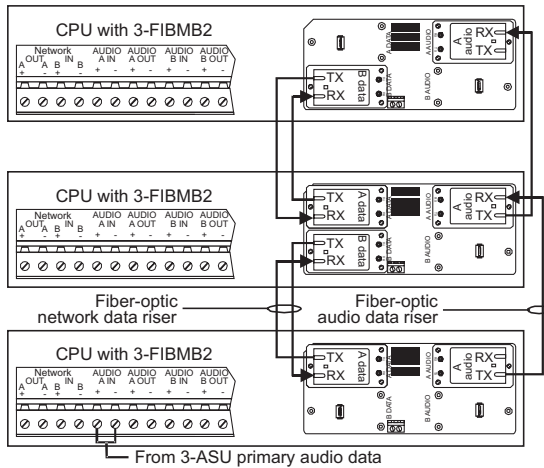 CPU with 3-FIBMB2
Network
OUT IN
A A B B
+ - + -
AUDIO AUDIO AUDIO AUDIO
A IN A OUT B IN B OUT
+ - + - + - + -
A DATA
A AUDIO
A audio
RX
TX
TX
RX
B data
B DATA
B AUDIO
CPU with 3-FIBMB2
Network
OUT IN
A A B B
+ - + -
AUDIO AUDIO AUDIO AUDIO
A IN A OUT B IN B OUT
+ - + - + - + -
TX
RX
A data
A DATA
A AUDIO
A audio
RX
TX
TX
RX
B data
B DATA
B AUDIO
Fiber-optic
network data riser
Fiber-optic
audio data riser
CPU with 3-FIBMB2
Network
OUT IN
A A B B
+ - + -
AUDIO AUDIO AUDIO AUDIO
A IN A OUT B IN B OUT
+ - + - + - + -
TX
RX
A data
A DATA
A AUDIO
A audio
RX
TX
B DATA
B AUDIO
From 3-ASU primary audio data